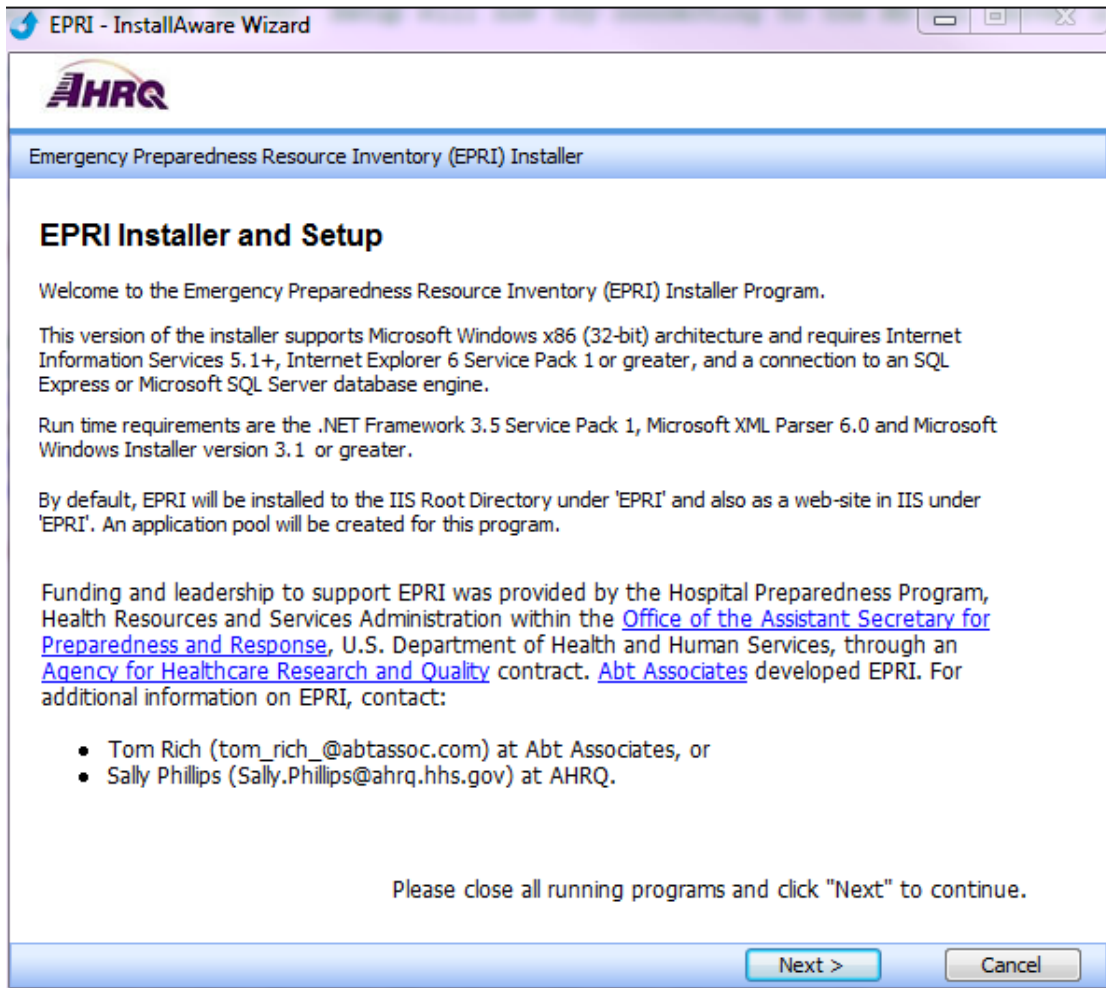 EPRI - InstallAware Wizard
AHRQ
Emergency Preparedness Resource Inventory (EPRI) Installer
EPRI Installer and Setup
Welcome to the Emergency Preparedness Resource Inventory (EPRI) Installer Program.
This version of the installer supports Microsoft Windows x86 (32-bit) architecture and requires Internet
Information Services 5.1+, Internet Explorer 6 Service Pack 1 or greater, and a connection to an SQL
Express or Microsoft SQL Server database engine.
Run time requirements are the .NET Framework 3.5 Service Pack 1, Microsoft XML Parser 6.0 and Microsoft
Windows Installer version 3.1 or greater.
By default, EPRI will be installed to the IIS Root Directory under 'EPRI' and also as a web-site in IIS under
'EPRI'. An application pool will be created for this program.
Funding and leadership to support EPRI was provided by the Hospital Preparedness Program,
Health Resources and Services Administration within the Office of the Assistant Secretary for
Preparedness and Response, U.S. Department of Health and Human Services, through an
Agency for Healthcare Research and Quality contract. Abt Associates developed EPRI. For
additional information on EPRI, contact:
• Tom Rich (tom_rich_@abtassoc.com) at Abt Associates, or
• Sally Phillips (Sally.Phillips@ahrq.hhs.gov) at AHRQ.
Please close all running programs and click "Next" to continue.
Next >
Cancel